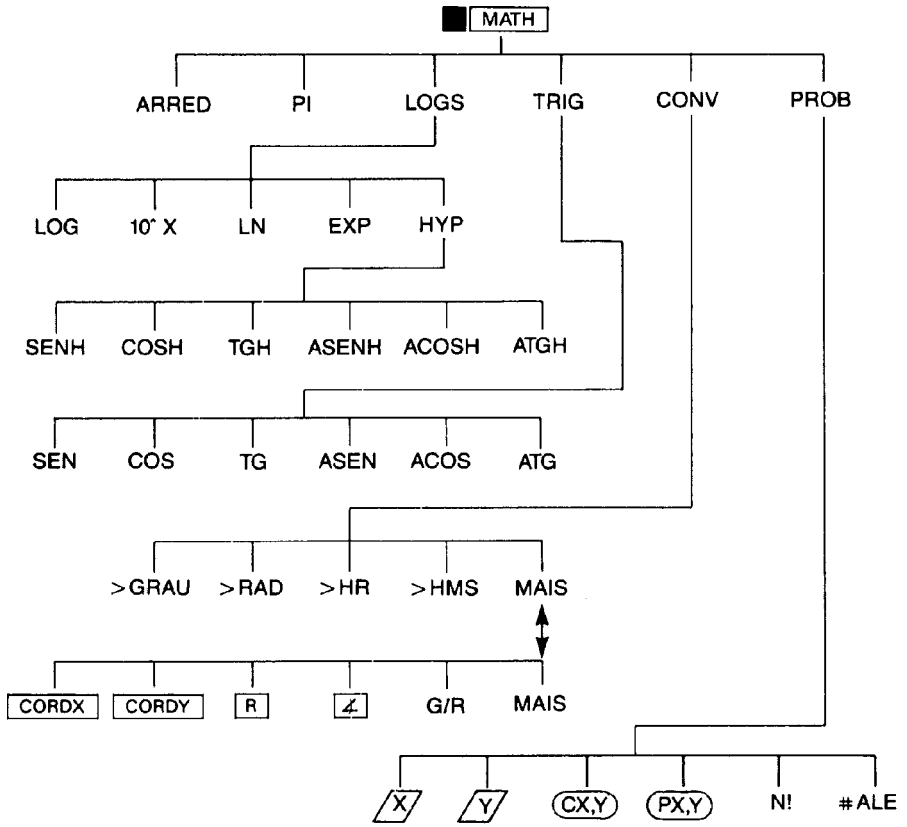 MATH
ARRED PI LOGS TRIG CONV PROB
LOG 10^ X LN EXP HYP
SENH COSH TGH ASENH ACOSH ATGH
SEN COS TG ASEN ACOS ATG
>GRAU >RAD >HR >HMS MAIS
CORDX CORDY R ∡ G/R MAIS
X Y CX,Y PX,Y N! #ALE